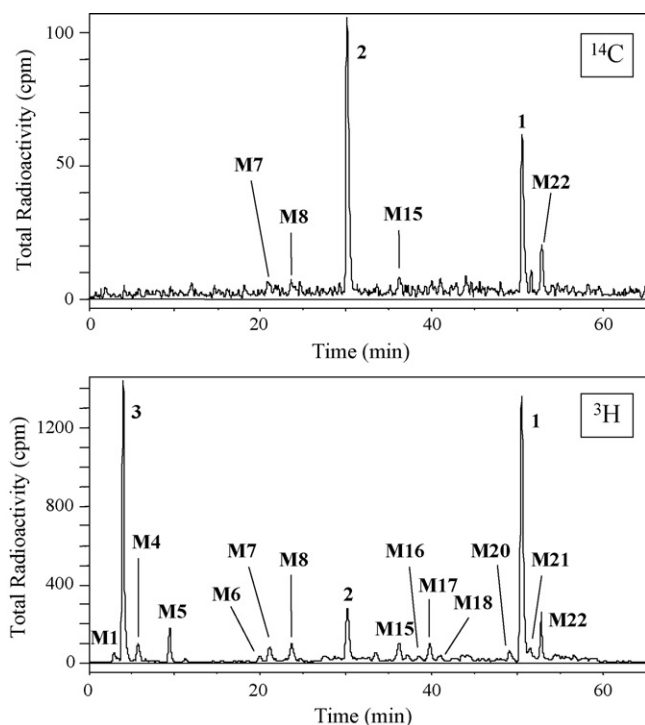 100
50
0
Total Radioactivity (cpm)
2
1
M7
M8
M15
M22
¹⁴C
0 20 40 60
Time (min)
1200
800
400
0
Total Radioactivity (cpm)
3
1
³H
M1
M4
M5
M6
M7
M8
2
M15
M16
M17
M18
M20
M21
M22
0 20 40 60
Time (min)